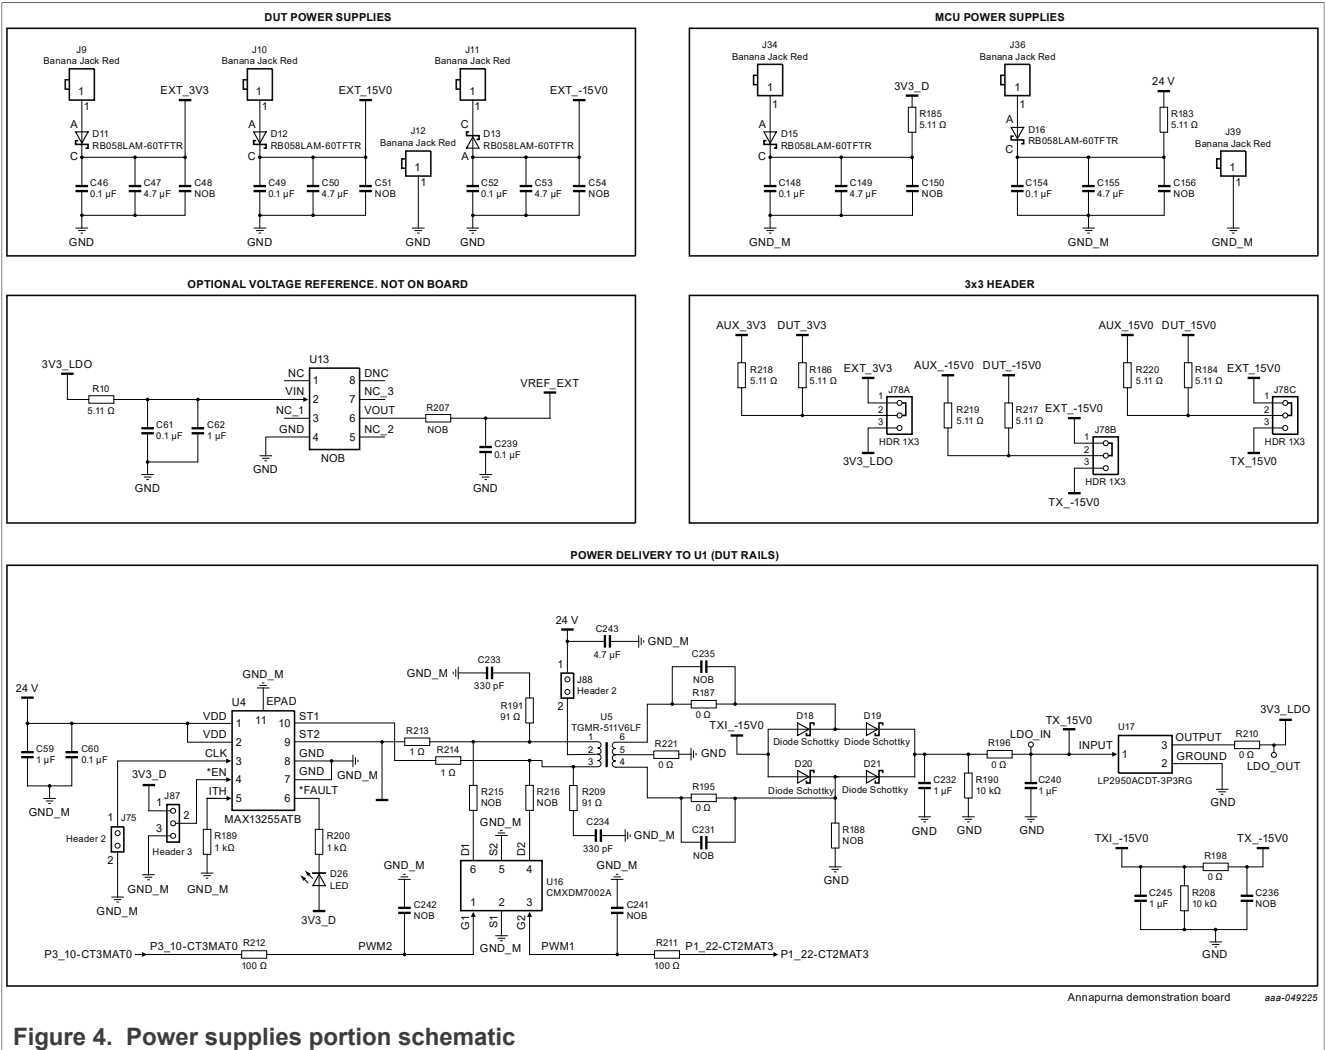 DUT POWER SUPPLIES
J9
Banana Jack Red
1
1
A
D11
RB058LAM-60TFTR
C
EXT_3V3
C46
0.1 µF
C47
4.7 µF
C48
NOB
GND
J10
Banana Jack Red
1
1
A
D12
RB058LAM-60TFTR
C
EXT_15V0
C49
0.1 µF
C50
4.7 µF
C51
NOB
GND
J12
Banana Jack Red
1
1
GND
J11
Banana Jack Red
1
1
C
D13
RB058LAM-60TFTR
A
EXT_-15V0
C52
0.1 µF
C53
4.7 µF
C54
NOB
GND
MCU POWER SUPPLIES
J34
Banana Jack Red
1
1
A
D15
RB058LAM-60TFTR
C
3V3_D
R185
5.11 Ω
C148
0.1 µF
C149
4.7 µF
C150
NOB
GND_M
J36
Banana Jack Red
1
1
A
D16
RB058LAM-60TFTR
C
24 V
R183
5.11 Ω
C154
0.1 µF
C155
4.7 µF
C156
NOB
GND_M
J39
Banana Jack Red
1
1
GND_M
OPTIONAL VOLTAGE REFERENCE. NOT ON BOARD
3V3_LDO
R10
5.11 Ω
C61
0.1 µF
C62
1 µF
GND
U13
NC
1
VIN
2
NC_1
3
GND
4
8
DNC
7
NC_3
6
VOUT
5
NC_2
NOB
GND
R207
NOB
VREF_EXT
C239
0.1 µF
GND
3x3 HEADER
AUX_3V3
DUT_3V3
R218
5.11 Ω
R186
5.11 Ω
EXT_3V3
J78A
1
2
3
HDR 1X3
3V3_LDO
AUX_-15V0
DUT_-15V0
R219
5.11 Ω
R217
5.11 Ω
EXT_-15V0
J78B
1
2
3
HDR 1X3
TX_-15V0
AUX_15V0
DUT_15V0
R220
5.11 Ω
R184
5.11 Ω
EXT_15V0
J78C
1
2
3
HDR 1X3
TX_15V0
POWER DELIVERY TO U1 (DUT RAILS)
24 V
C59
1 µF
C60
0.1 µF
GND_M
GND_M
U4
EPAD
11
VDD
1
VDD
2
CLK
3
*EN
4
ITH
5
10
ST1
9
ST2
8
GND
7
GND
6
*FAULT
MAX13255ATB
GND_M
3V3_D
J87
1
2
3
Header 3
GND_M
J75
1
Header 2
2
GND_M
R189
1 kΩ
GND_M
R200
1 kΩ
D26
LED
3V3_D
R213
1 Ω
R214
1 Ω
GND_M
C233
330 pF
R191
91 Ω
24 V
C243
4.7 µF
GND_M
1
J88
Header 2
2
U5
TGMR-511V6LF
1
2
3
6
5
4
R215
NOB
R216
NOB
R209
91 Ω
C234
330 pF
GND_M
C235
NOB
R187
0 Ω
R221
0 Ω
GND
R195
0 Ω
C231
NOB
TXI_-15V0
D18
Diode Schottky
D19
Diode Schottky
D20
Diode Schottky
D21
Diode Schottky
R188
NOB
GND
C232
1 µF
GND
R190
10 kΩ
GND
R196
0 Ω
LDO_IN
C240
1 µF
GND
TX_15V0
U17
INPUT
1
3
OUTPUT
2
GROUND
LP2950ACDT-3P3RG
GND
R210
0 Ω
3V3_LDO
LDO_OUT
D1
GND_M
S2
D2
6
5
4
U16
CMXDM7002A
1
2
3
G1
S1
G2
GND_M
GND_M
C242
NOB
GND_M
C241
NOB
P3_10-CT3MAT0
P3_10-CT3MAT0
R212
100 Ω
PWM2
PWM1
R211
100 Ω
P1_22-CT2MAT3
P1_22-CT2MAT3
TXI_-15V0
TX_-15V0
R198
0 Ω
C245
1 µF
R208
10 kΩ
C236
NOB
GND
Annapurna demonstration board
aaa-049225
Figure 4. Power supplies portion schematic